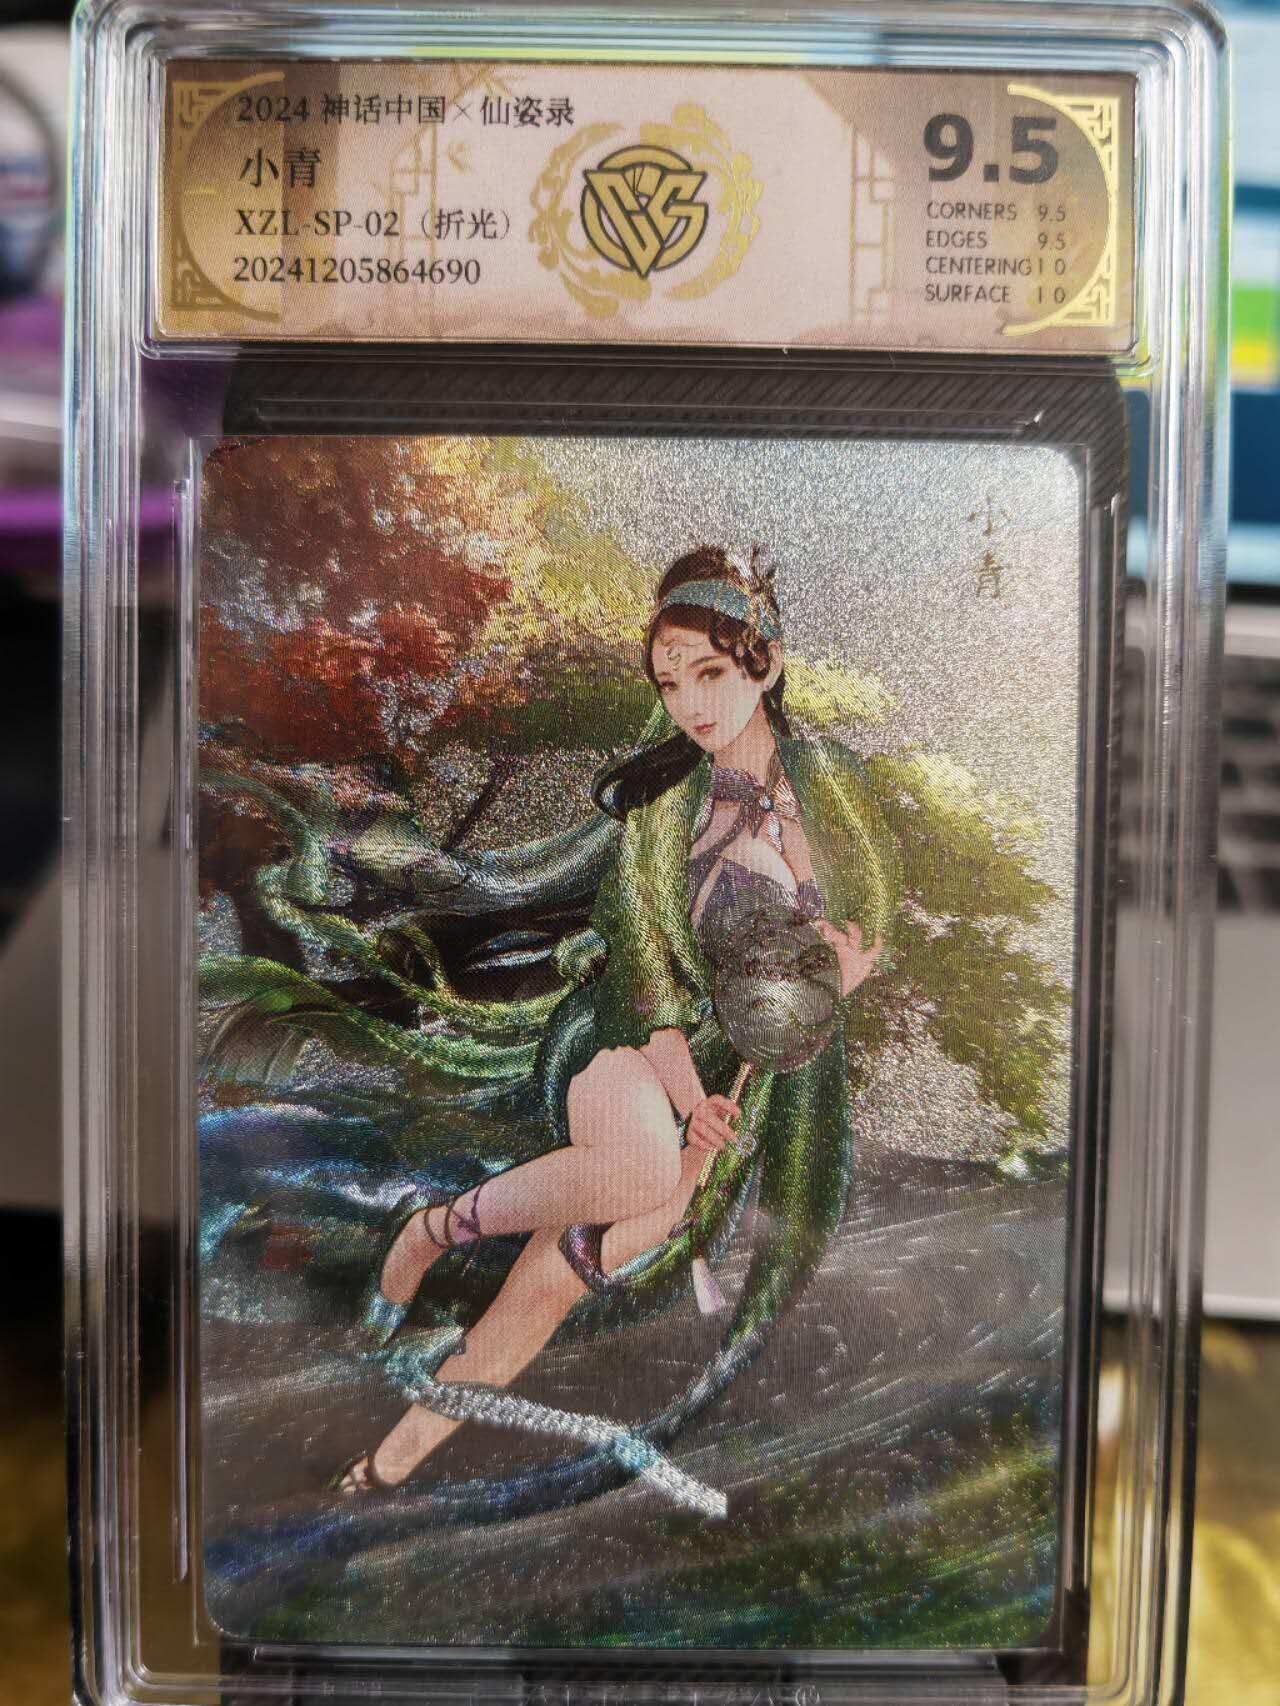 2024 神话中国×仙姿录
小青
XZL-SP-02（折光）
20241205864690
9.5
CORNERS 9.5
EDGES 9.5
CENTERING 10
SURFACE 10
小青